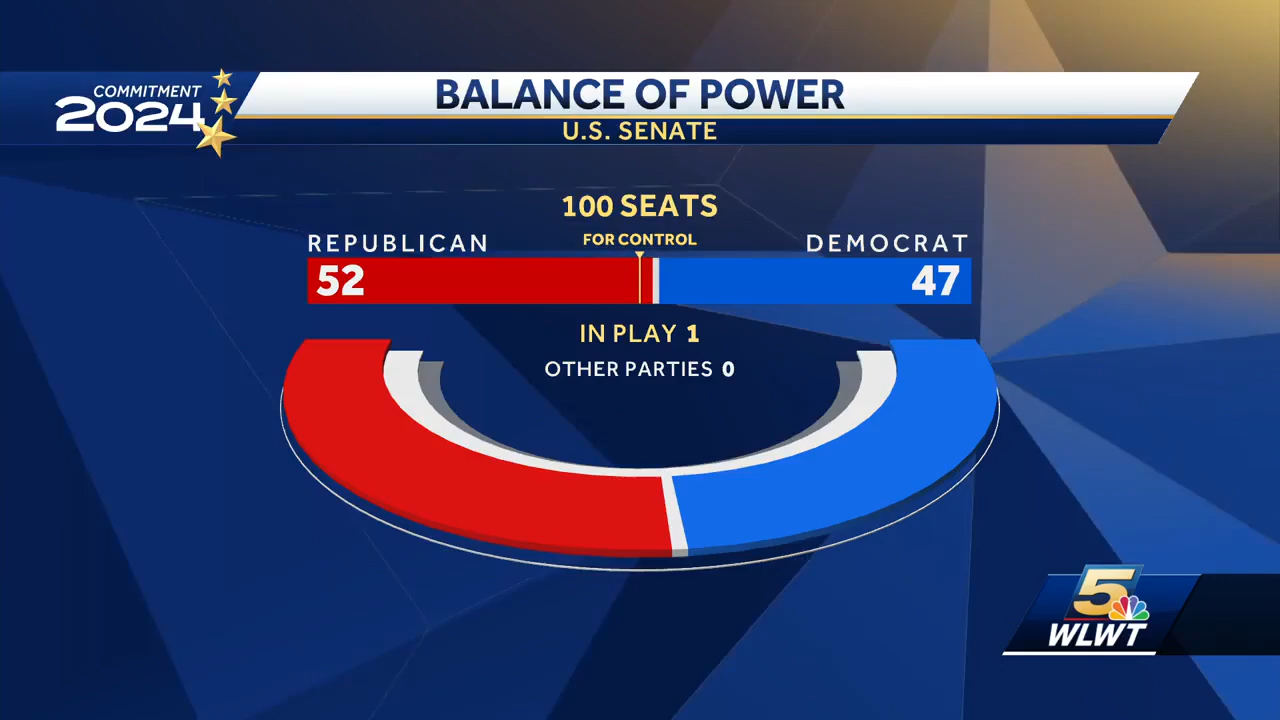 COMMITMENT
2024
BALANCE OF POWER
U.S. SENATE
100 SEATS
FOR CONTROL
REPUBLICAN
DEMOCRAT
52
47
IN PLAY 1
OTHER PARTIES 0
5
WLWT